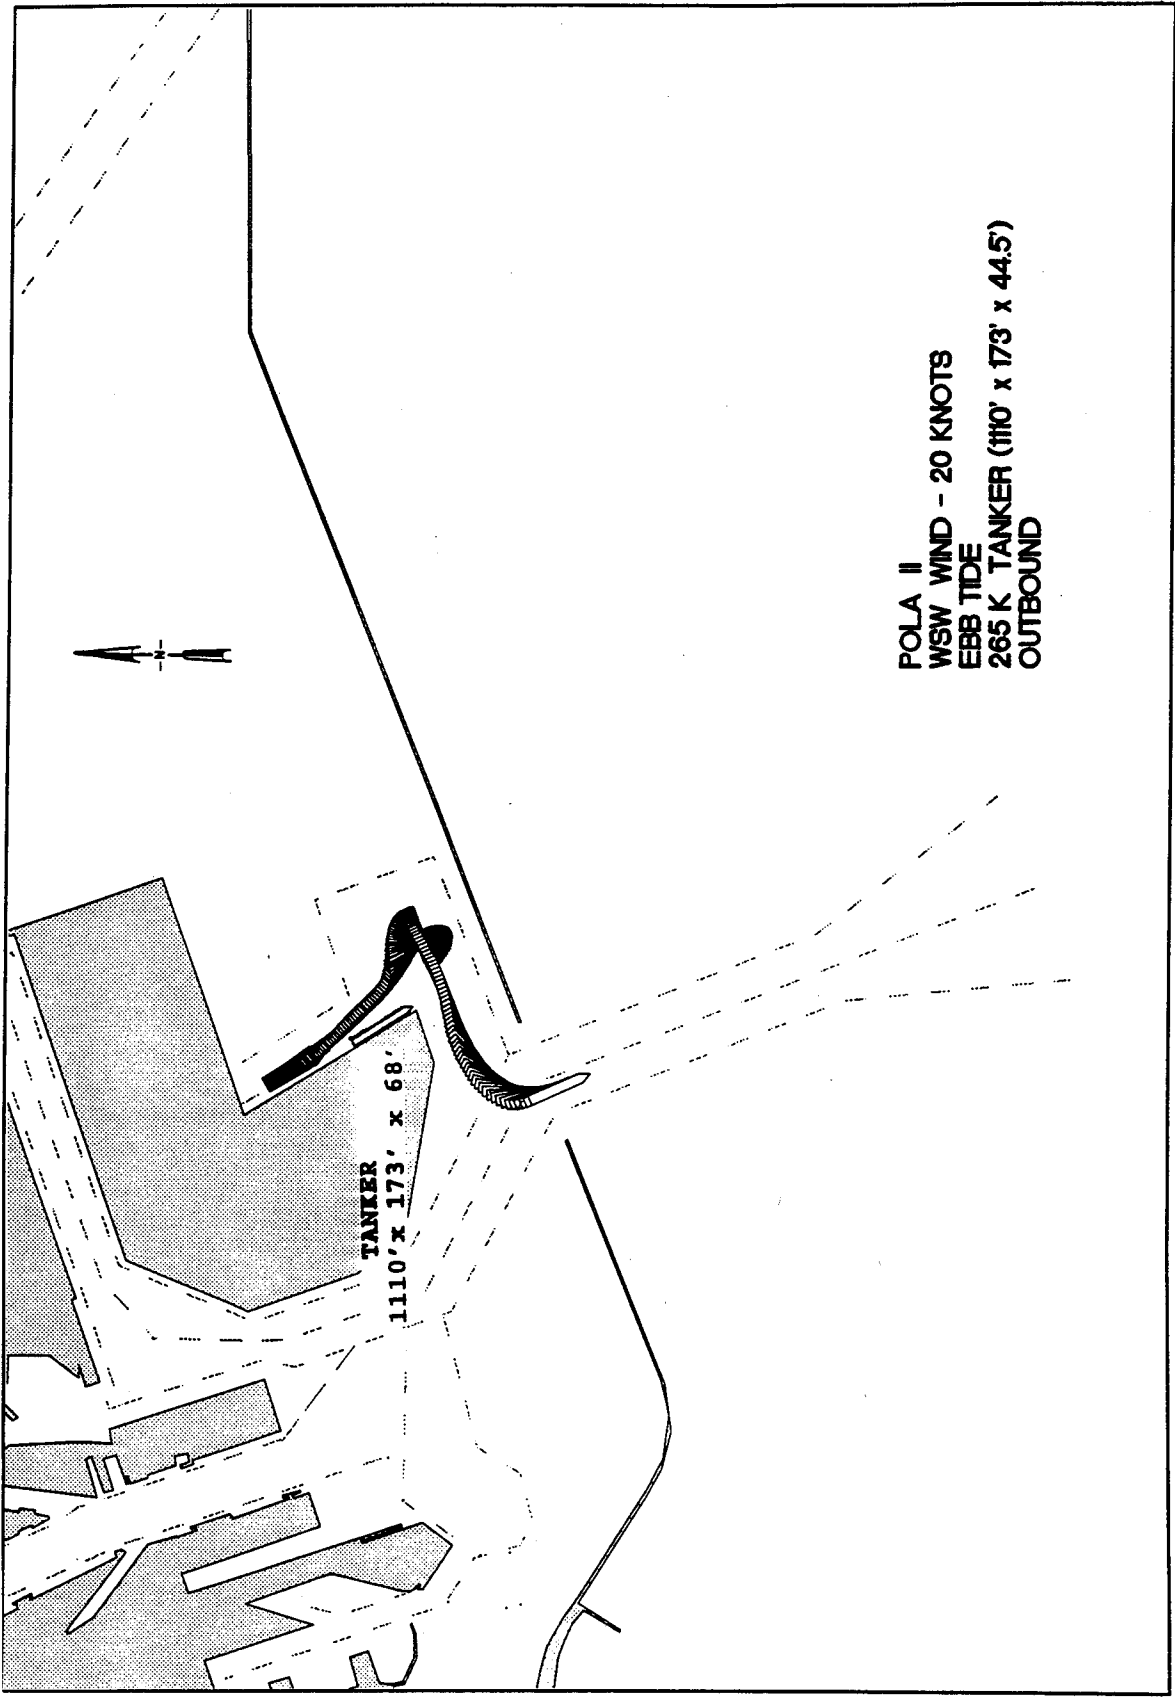 -N-
TANKER
1110'x 173' x 68'
POLA II
WSW WIND - 20 KNOTS
EBB TIDE
265 K TANKER (1110' x 173' x 44.5')
OUTBOUND